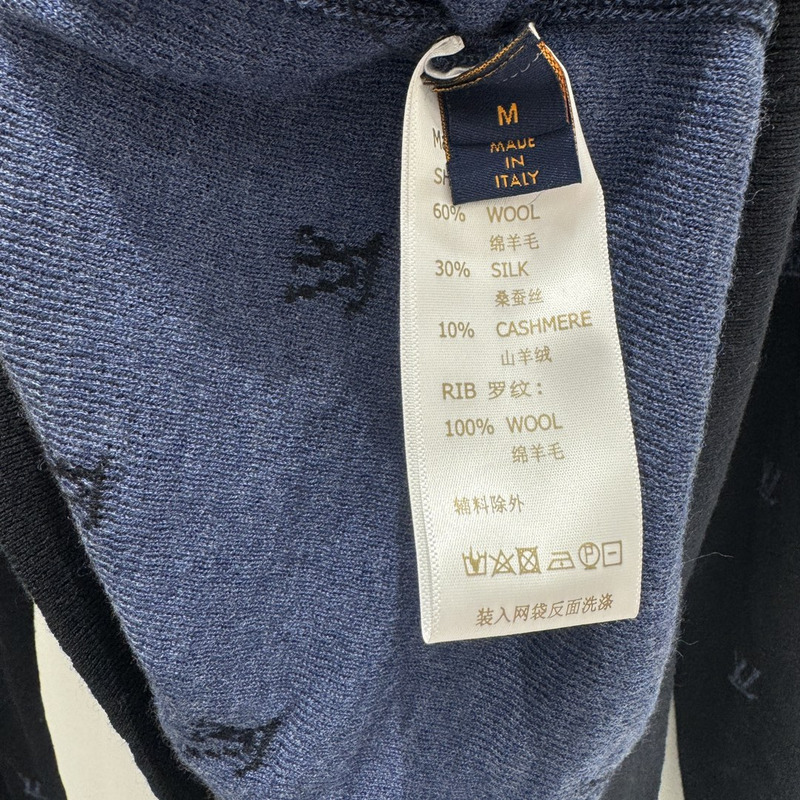 M
MADE
IN
ITALY
60% WOOL
绵羊毛
30% SILK
桑蚕丝
10% CASHMERE
山羊绒
RIB 罗纹：
100% WOOL
绵羊毛
辅料除外
装入网袋反面洗涤